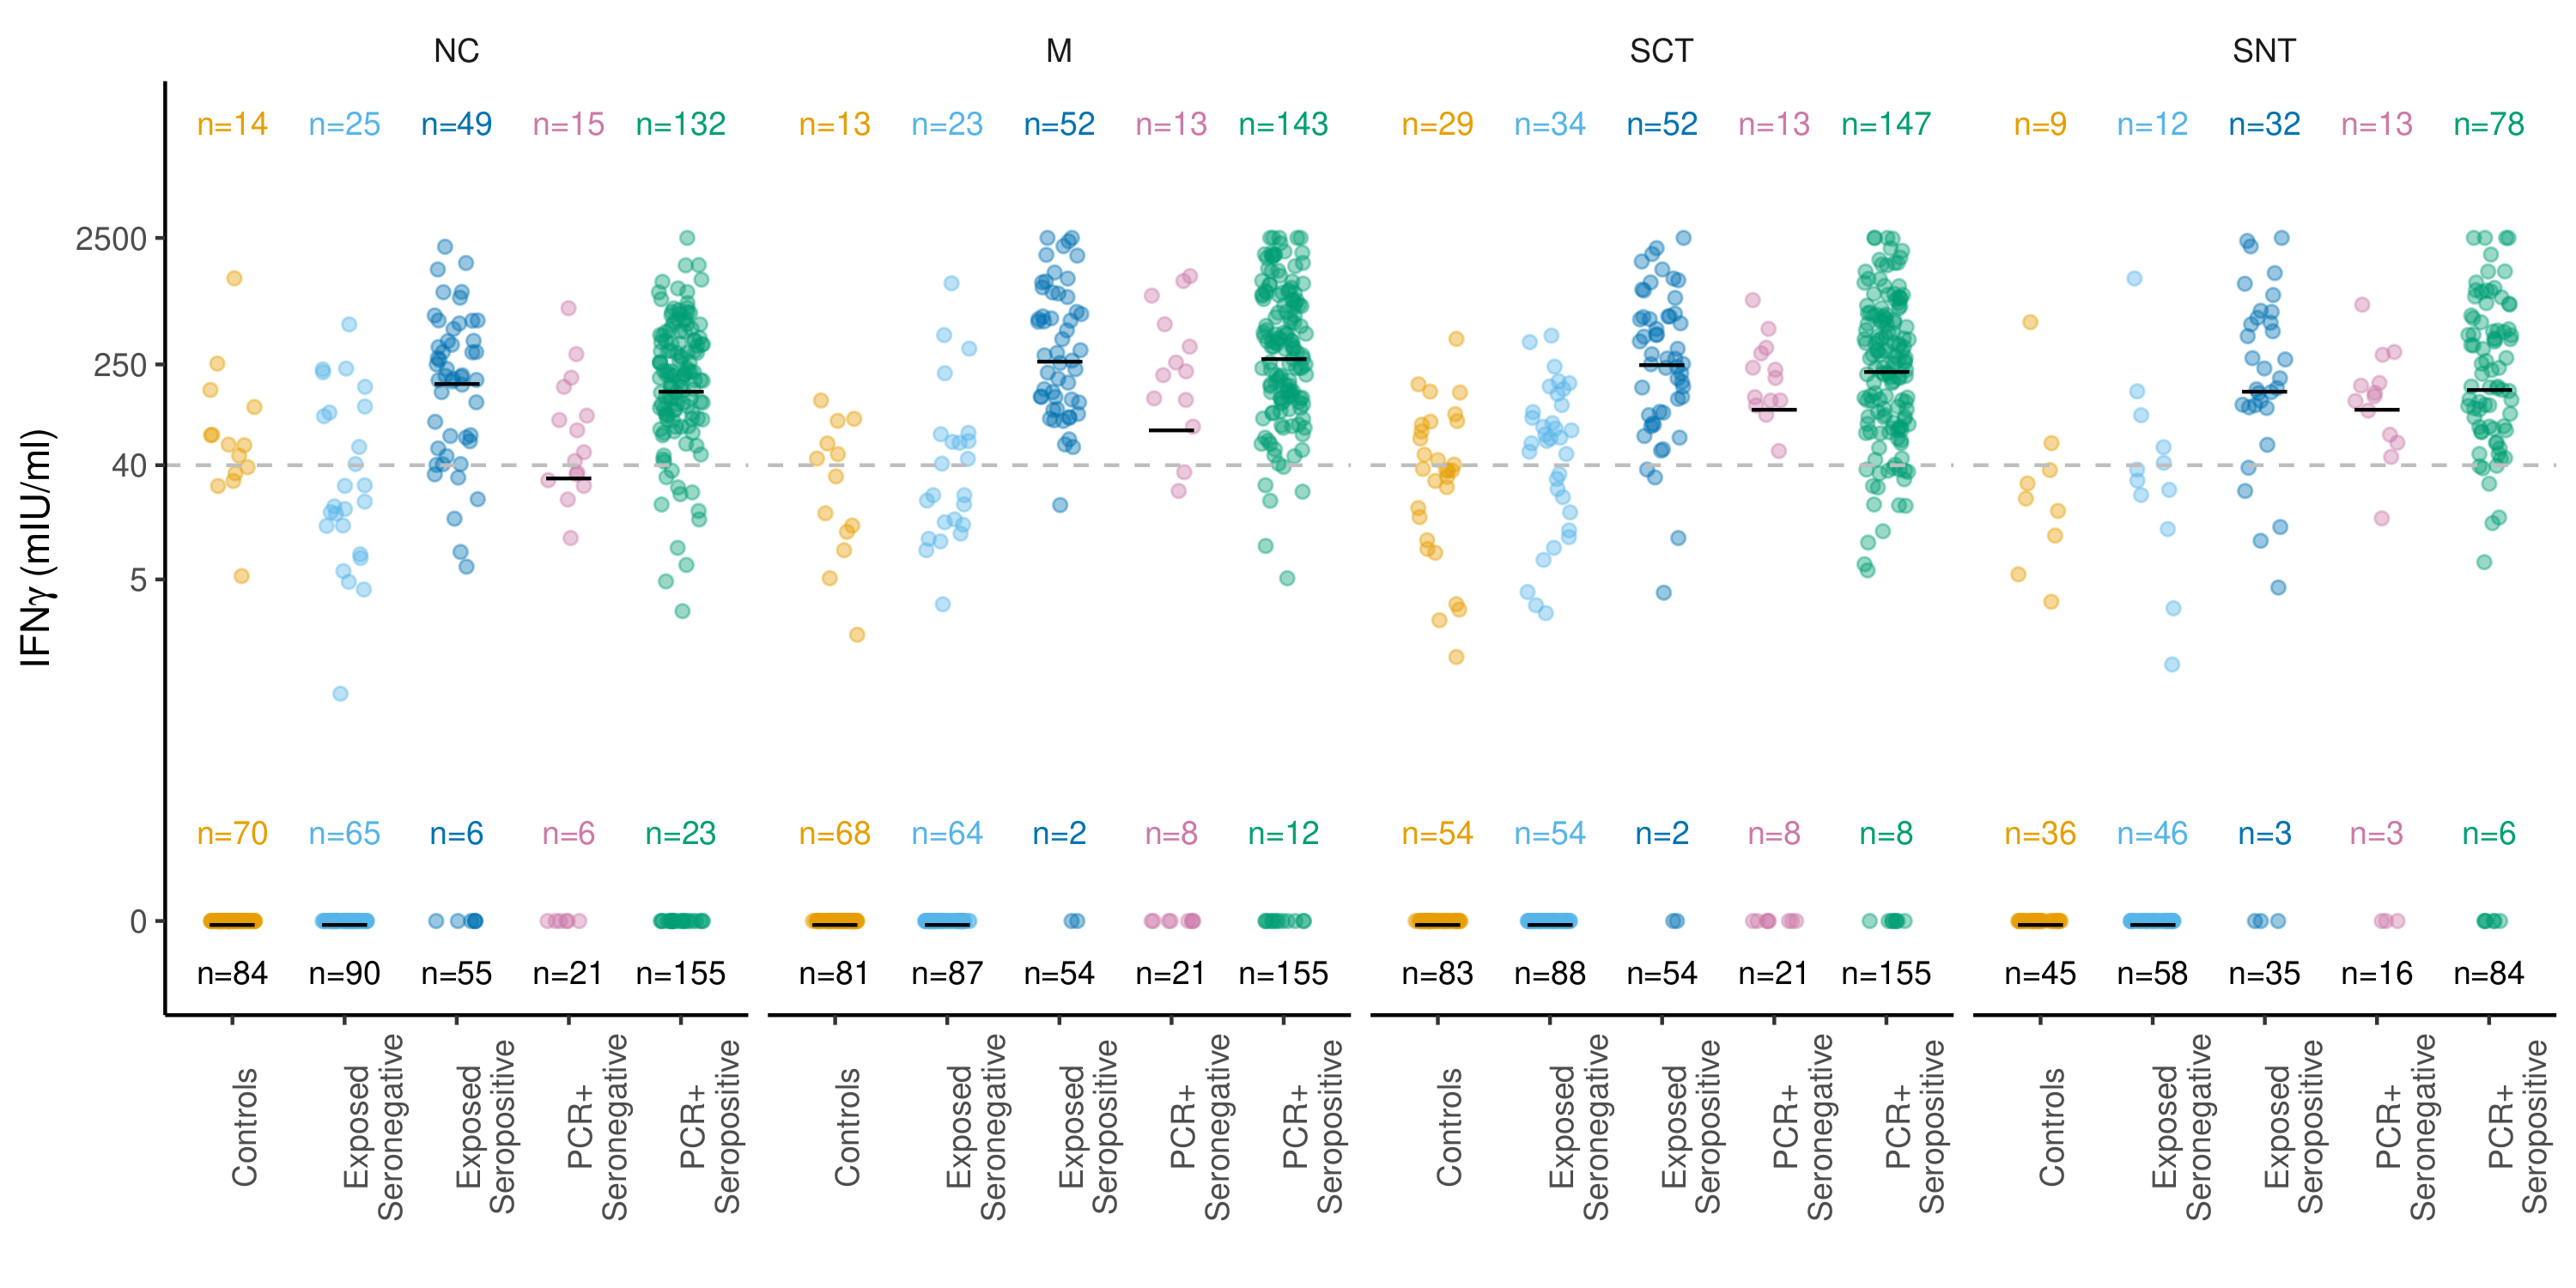 NC M SCT SNT
n=14 n=25 n=49 n=15 n=132 n=13 n=23 n=52 n=13 n=143 n=29 n=34 n=52 n=13 n=147 n=9 n=12 n=32 n=13 n=78
2500
250
40
5
0
IFNγ (mIU/ml)
n=70 n=65 n=6 n=6 n=23 n=68 n=64 n=2 n=8 n=12 n=54 n=54 n=2 n=8 n=8 n=36 n=46 n=3 n=3 n=6
n=84 n=90 n=55 n=21 n=155 n=81 n=87 n=54 n=21 n=155 n=83 n=88 n=54 n=21 n=155 n=45 n=58 n=35 n=16 n=84
Controls
Exposed
Seronegative
Exposed
Seropositive
PCR+
Seronegative
PCR+
Seropositive
Controls
Exposed
Seronegative
Exposed
Seropositive
PCR+
Seronegative
PCR+
Seropositive
Controls
Exposed
Seronegative
Exposed
Seropositive
PCR+
Seronegative
PCR+
Seropositive
Controls
Exposed
Seronegative
Exposed
Seropositive
PCR+
Seronegative
PCR+
Seropositive